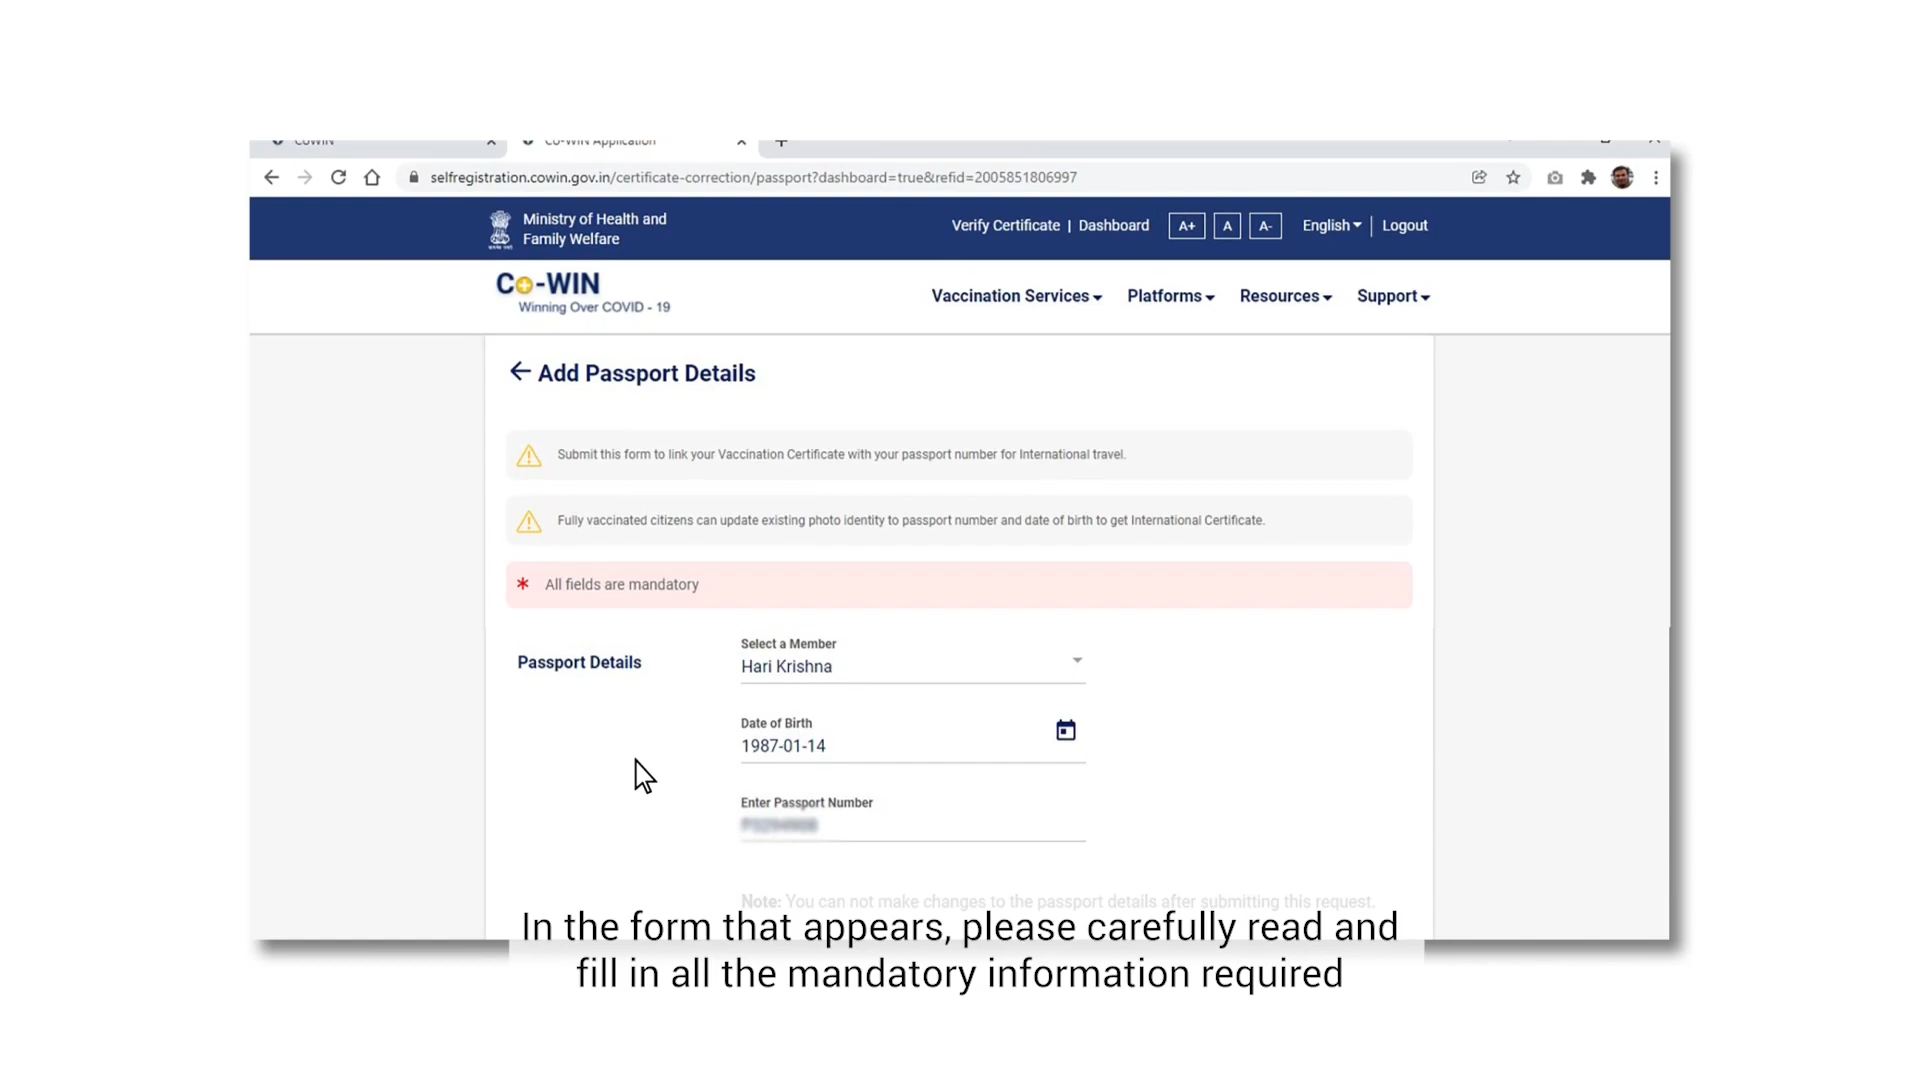 CoWIN
Co-WIN Application
selfregistration.cowin.gov.in/certificate-correction/passport?dashboard=true&refid=2005851806997
Ministry of Health and
Family Welfare
Verify Certificate | Dashboard A+ A A- English Logout
Co-WIN
Winning Over COVID - 19
Vaccination Services Platforms Resources Support
Add Passport Details
Submit this form to link your Vaccination Certificate with your passport number for International travel.
Fully vaccinated citizens can update existing photo identity to passport number and date of birth to get International Certificate.
* All fields are mandatory
Passport Details
Select a Member
Hari Krishna
Date of Birth
1987-01-14
Enter Passport Number
Note: You can not make changes to the passport details after submitting this request.
In the form that appears, please carefully read and
fill in all the mandatory information required